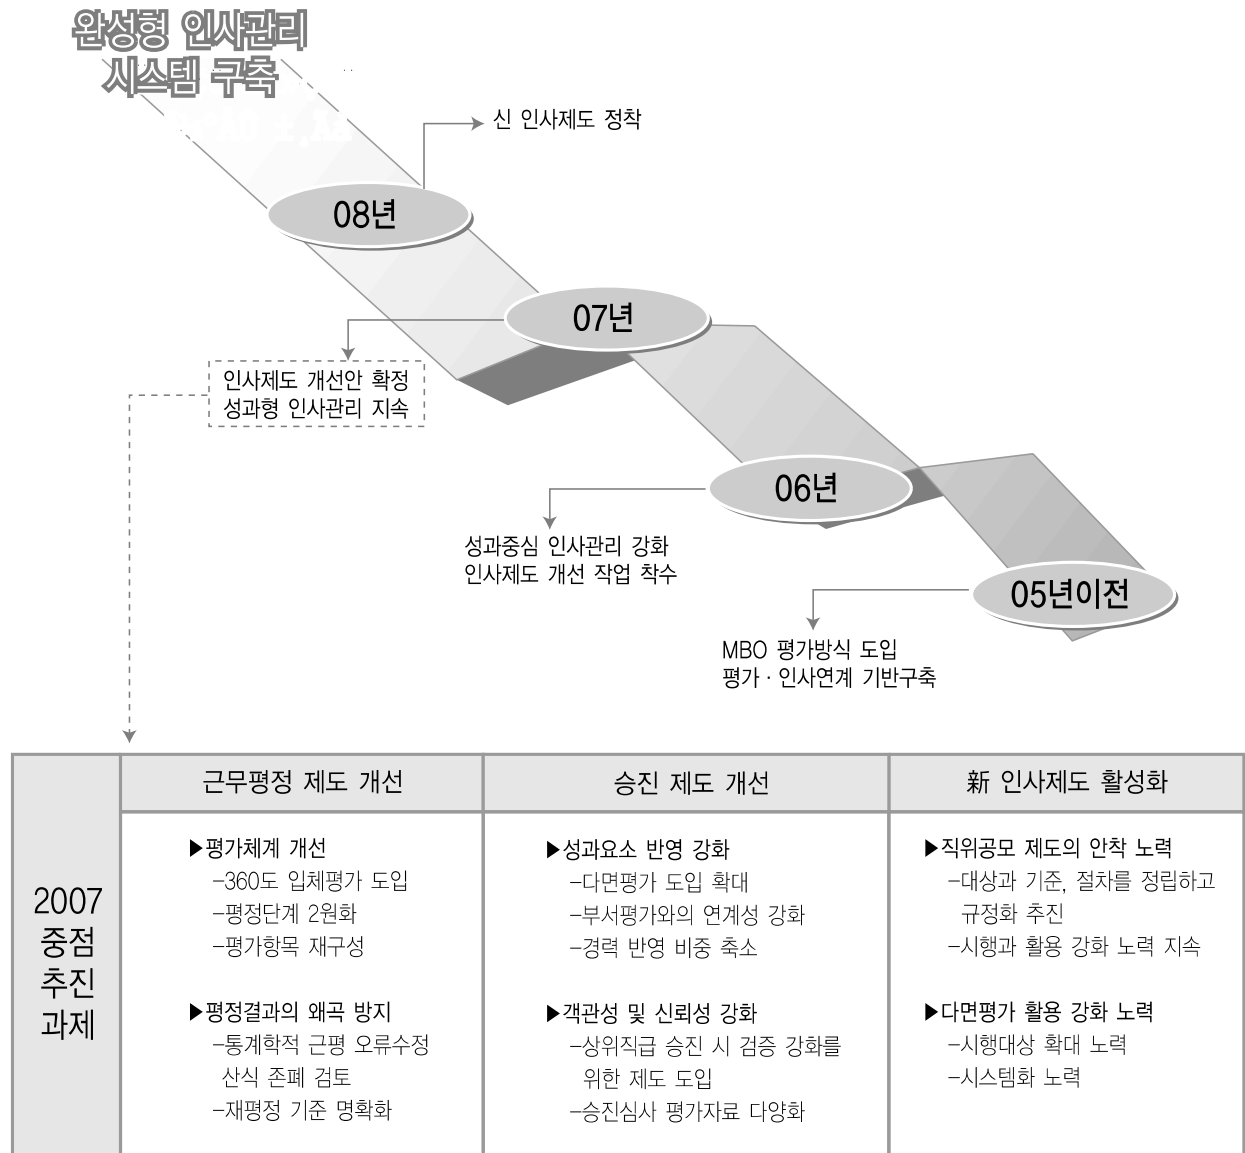 완성형 인사관리
시스템 구축
신 인사제도 정착
08년
07년
인사제도 개선안 확정
성과형 인사관리 지속
06년
성과중심 인사관리 강화
인사제도 개선 작업 착수
05년이전
MBO 평가방식 도입
평가 · 인사연계 기반구축
2007
중점
추진
과제
근무평정 제도 개선
▶평가체계 개선
–360도 입체평가 도입
–평정단계 2원화
–평가항목 재구성
▶평정결과의 왜곡 방지
–통계학적 근평 오류수정
산식 존폐 검토
–재평정 기준 명확화
승진 제도 개선
▶성과요소 반영 강화
–다면평가 도입 확대
–부서평가와의 연계성 강화
–경력 반영 비중 축소
▶객관성 및 신뢰성 강화
–상위직급 승진 시 검증 강화를
위한 제도 도입
–승진심사 평가자료 다양화
新 인사제도 활성화
▶직위공모 제도의 안착 노력
–대상과 기준, 절차를 정립하고
규정화 추진
–시행과 활용 강화 노력 지속
▶다면평가 활용 강화 노력
–시행대상 확대 노력
–시스템화 노력